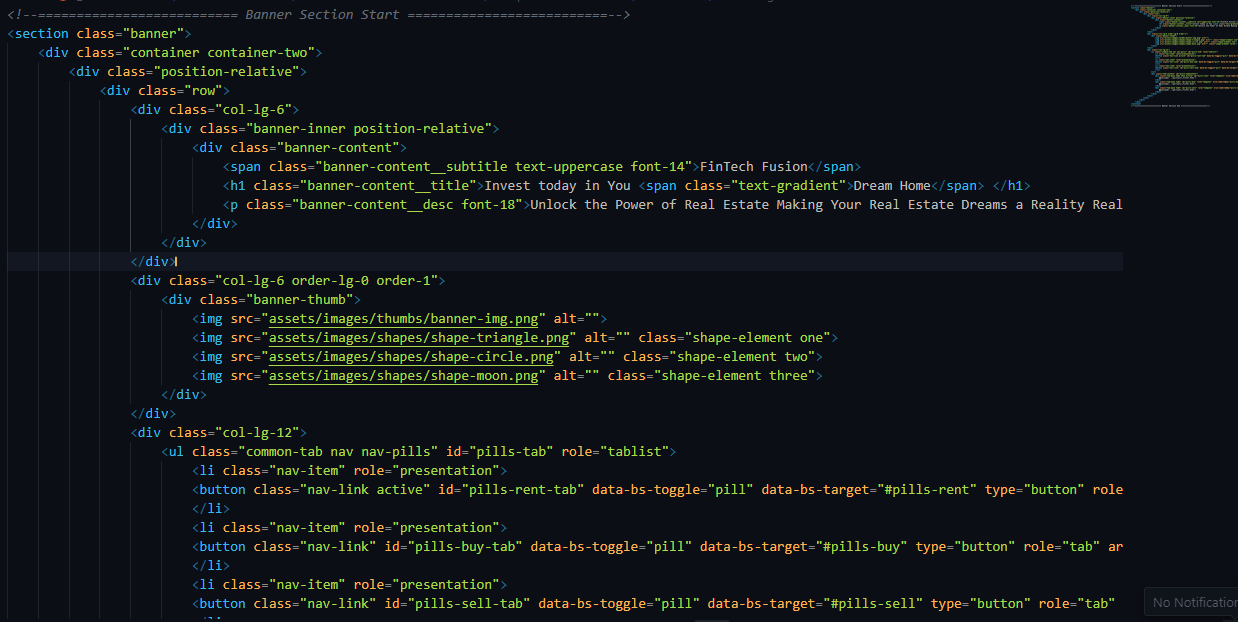 <!--========================== Banner Section Start ==========================-->
<section class="banner">
<div class="container container-two">
<div class="position-relative">
<div class="row">
<div class="col-lg-6">
<div class="banner-inner position-relative">
<div class="banner-content">
<span class="banner-content__subtitle text-uppercase font-14">FinTech Fusion</span>
<h1 class="banner-content__title">Invest today in You <span class="text-gradient">Dream Home</span> </h1>
<p class="banner-content__desc font-18">Unlock the Power of Real Estate Making Your Real Estate Dreams a Reality Real
</div>
</div>
</div>
<div class="col-lg-6 order-lg-0 order-1">
<div class="banner-thumb">
<img src="assets/images/thumbs/banner-img.png" alt="">
<img src="assets/images/shapes/shape-triangle.png" alt="" class="shape-element one">
<img src="assets/images/shapes/shape-circle.png" alt="" class="shape-element two">
<img src="assets/images/shapes/shape-moon.png" alt="" class="shape-element three">
</div>
</div>
<div class="col-lg-12">
<ul class="common-tab nav nav-pills" id="pills-tab" role="tablist">
<li class="nav-item" role="presentation">
<button class="nav-link active" id="pills-rent-tab" data-bs-toggle="pill" data-bs-target="#pills-rent" type="button" role
</li>
<li class="nav-item" role="presentation">
<button class="nav-link" id="pills-buy-tab" data-bs-toggle="pill" data-bs-target="#pills-buy" type="button" role="tab" ar
</li>
<li class="nav-item" role="presentation">
<button class="nav-link" id="pills-sell-tab" data-bs-toggle="pill" data-bs-target="#pills-sell" type="button" role="tab"
No Notification